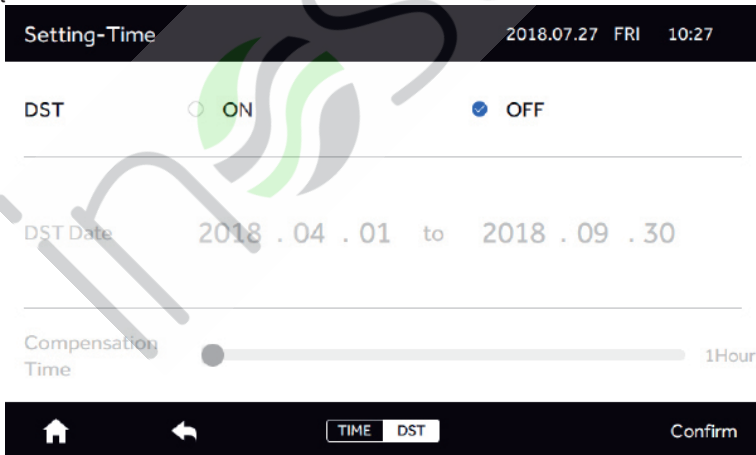 Setting-Time 2018.07.27 FRI 10:27
DST ON OFF
DST Date 2018 . 04 . 01 to 2018 . 09 . 30
Compensation
Time 1Hour
TIME DST Confirm